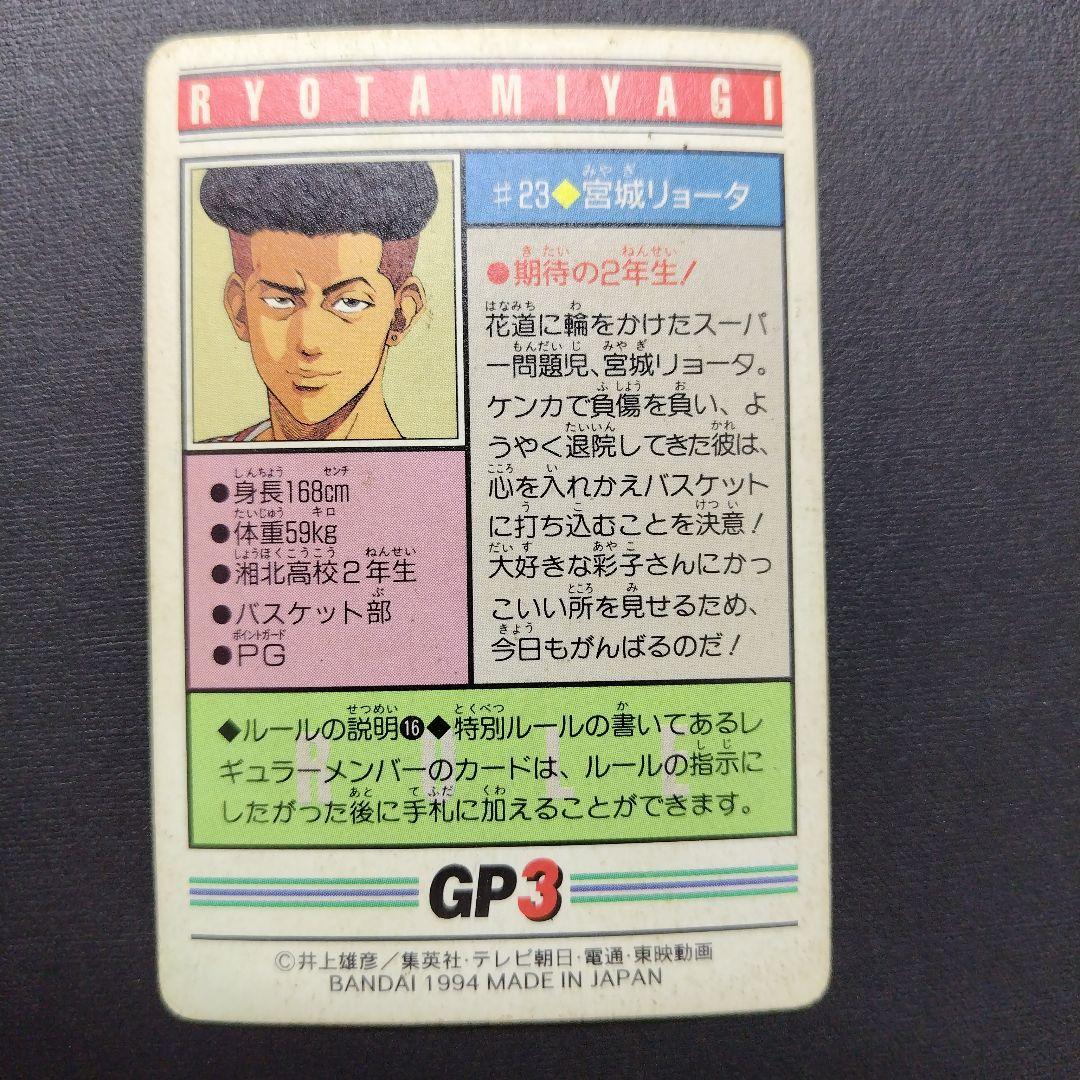 RYOTA MIYAGI
♯23◆宮城リョータ
●期待の2年生!
花道に輪をかけたスーパ
ー問題児、宮城リョータ。
ケンカで負傷を負い、よ
うやく退院してきた彼は、
心を入れかえバスケット
に打ち込むことを決意!
大好きな彩子さんにかっ
こいい所を見せるため、
今日もがんばるのだ!
●身長168cm
●体重59kg
●湘北高校2年生
●バスケット部
●PG
◆ルールの説明⓰◆特別ルールの書いてあるレ
ギュラーメンバーのカードは、ルールの指示に
したがった後に手札に加えることができます。
RULE
GP3
©井上雄彦/集英社・テレビ朝日・電通・東映動画
BANDAI 1994 MADE IN JAPAN